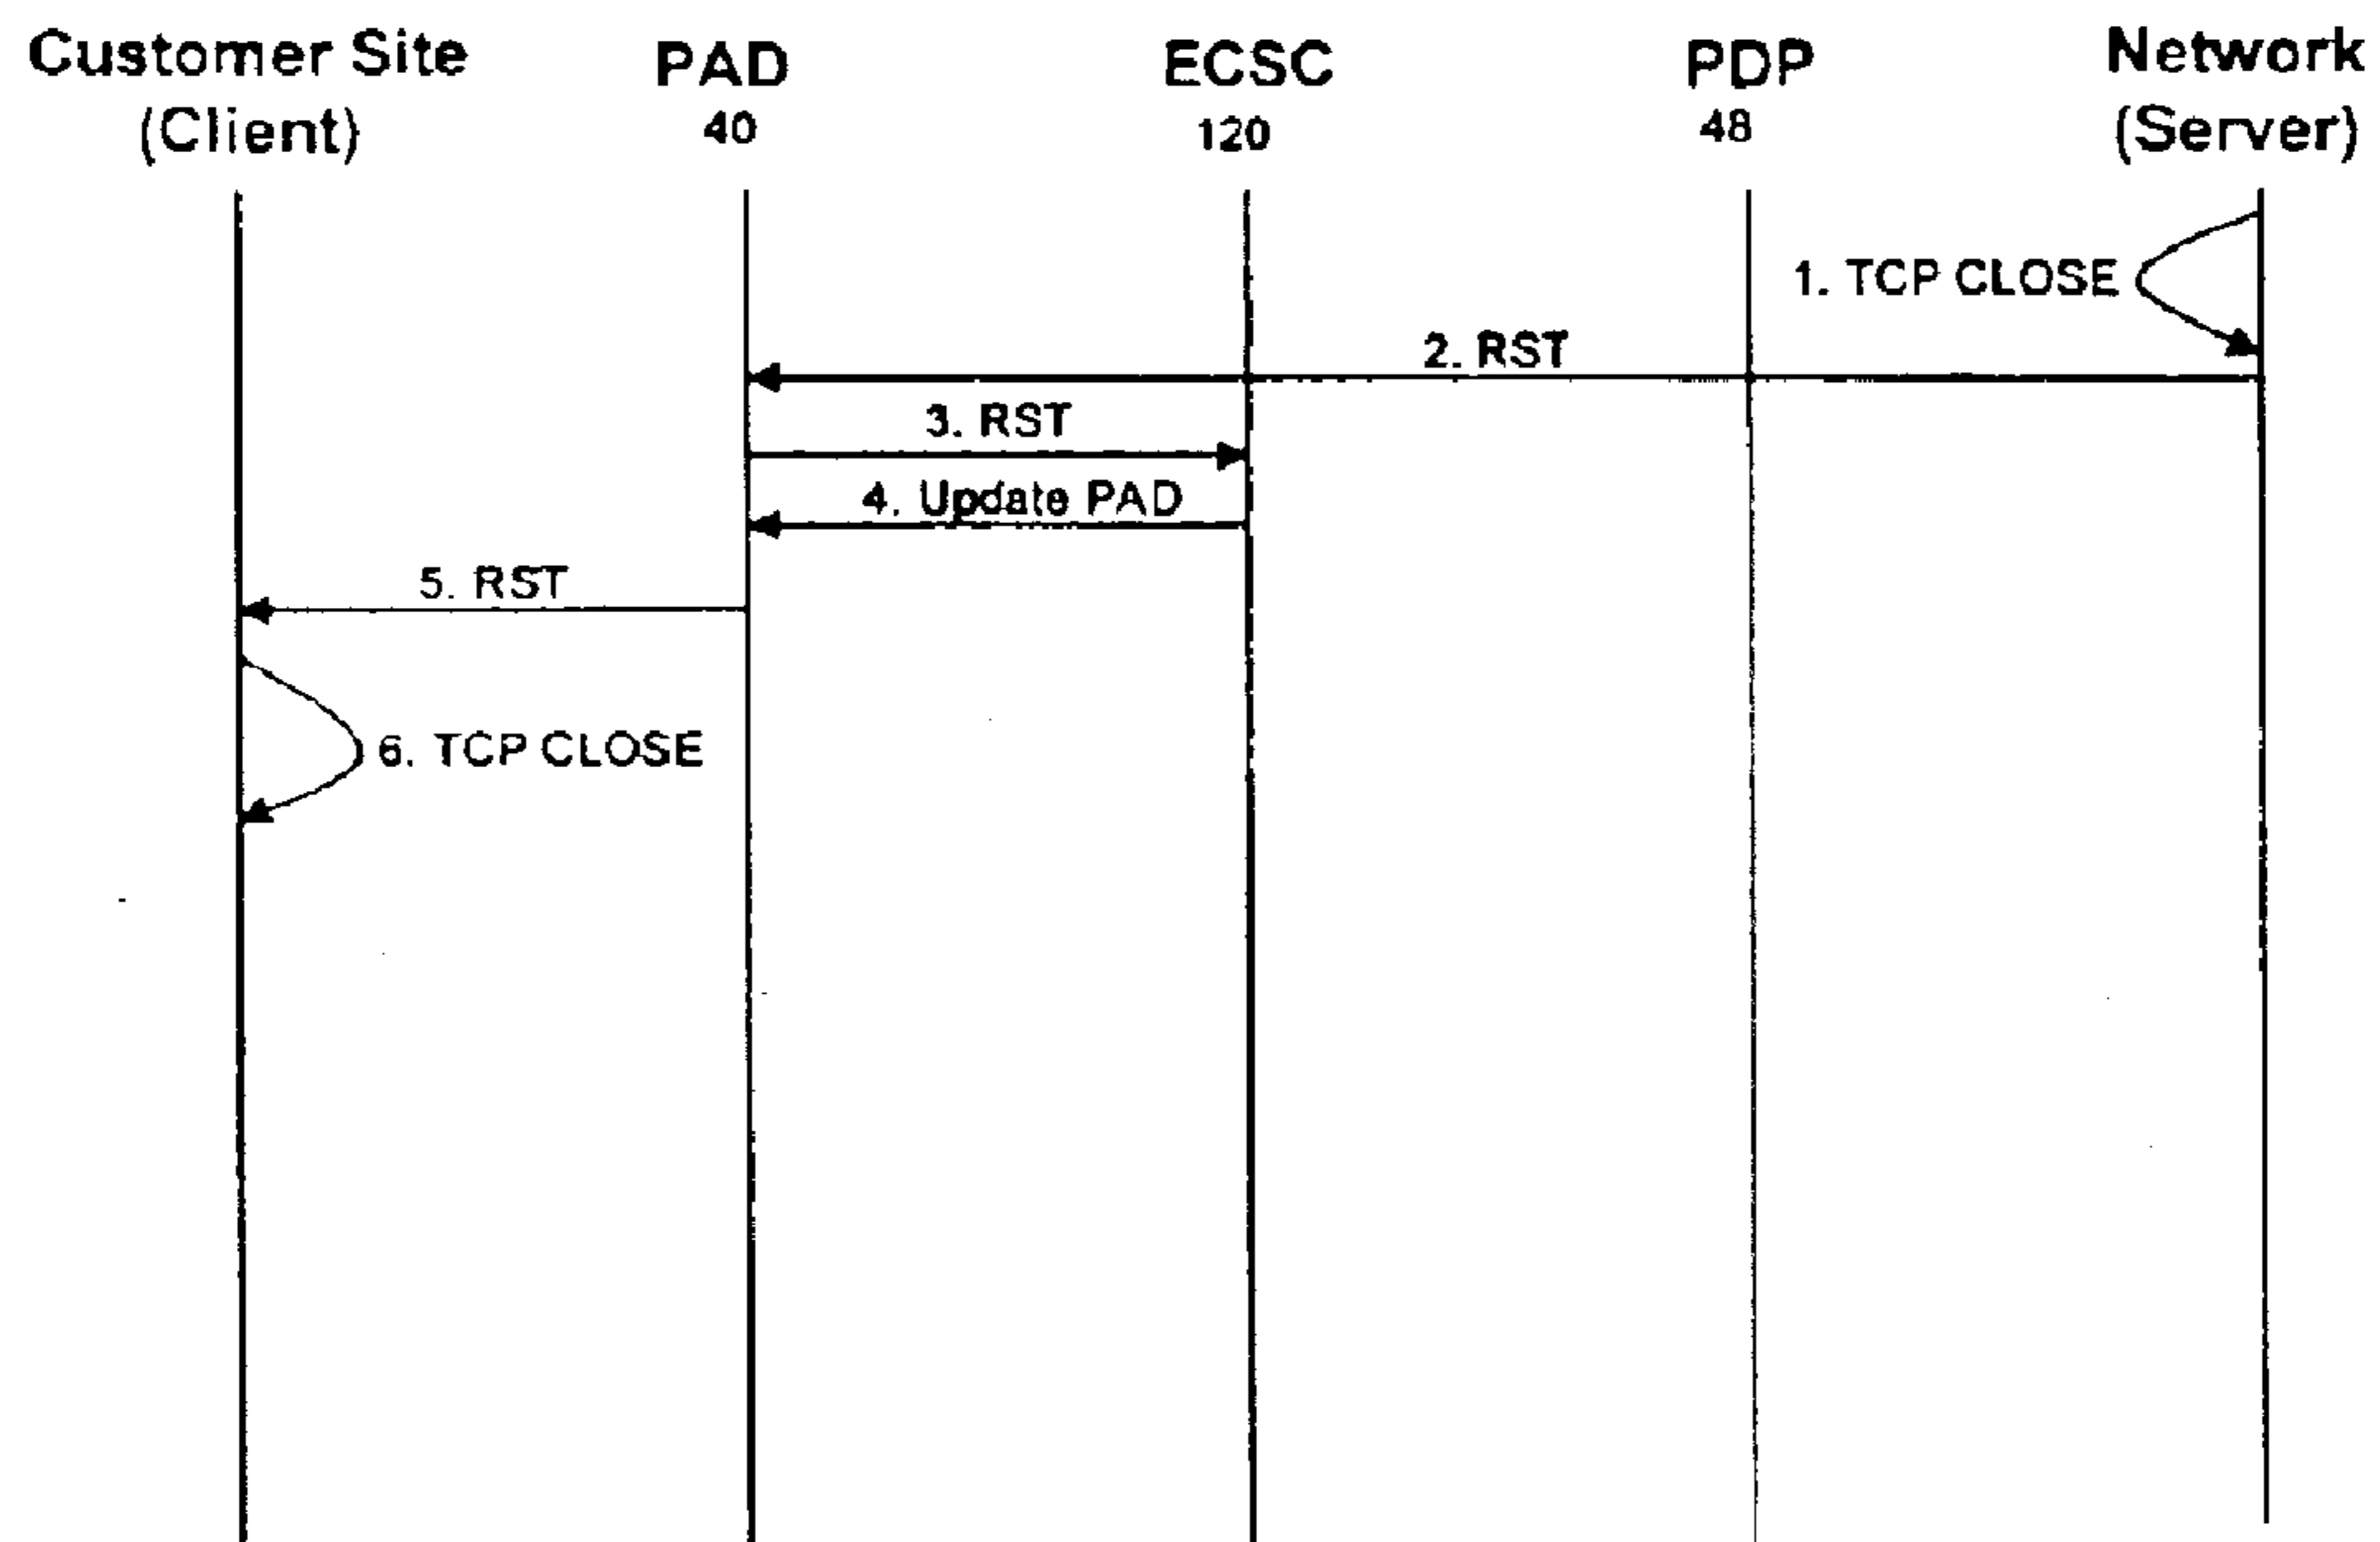 Customer Site
(Client)
PAD
40
ECSC
120
PDP
48
Network
(Server)
1. TCP CLOSE
2. RST
3. RST
4. Update PAD
5. RST
6. TCP CLOSE